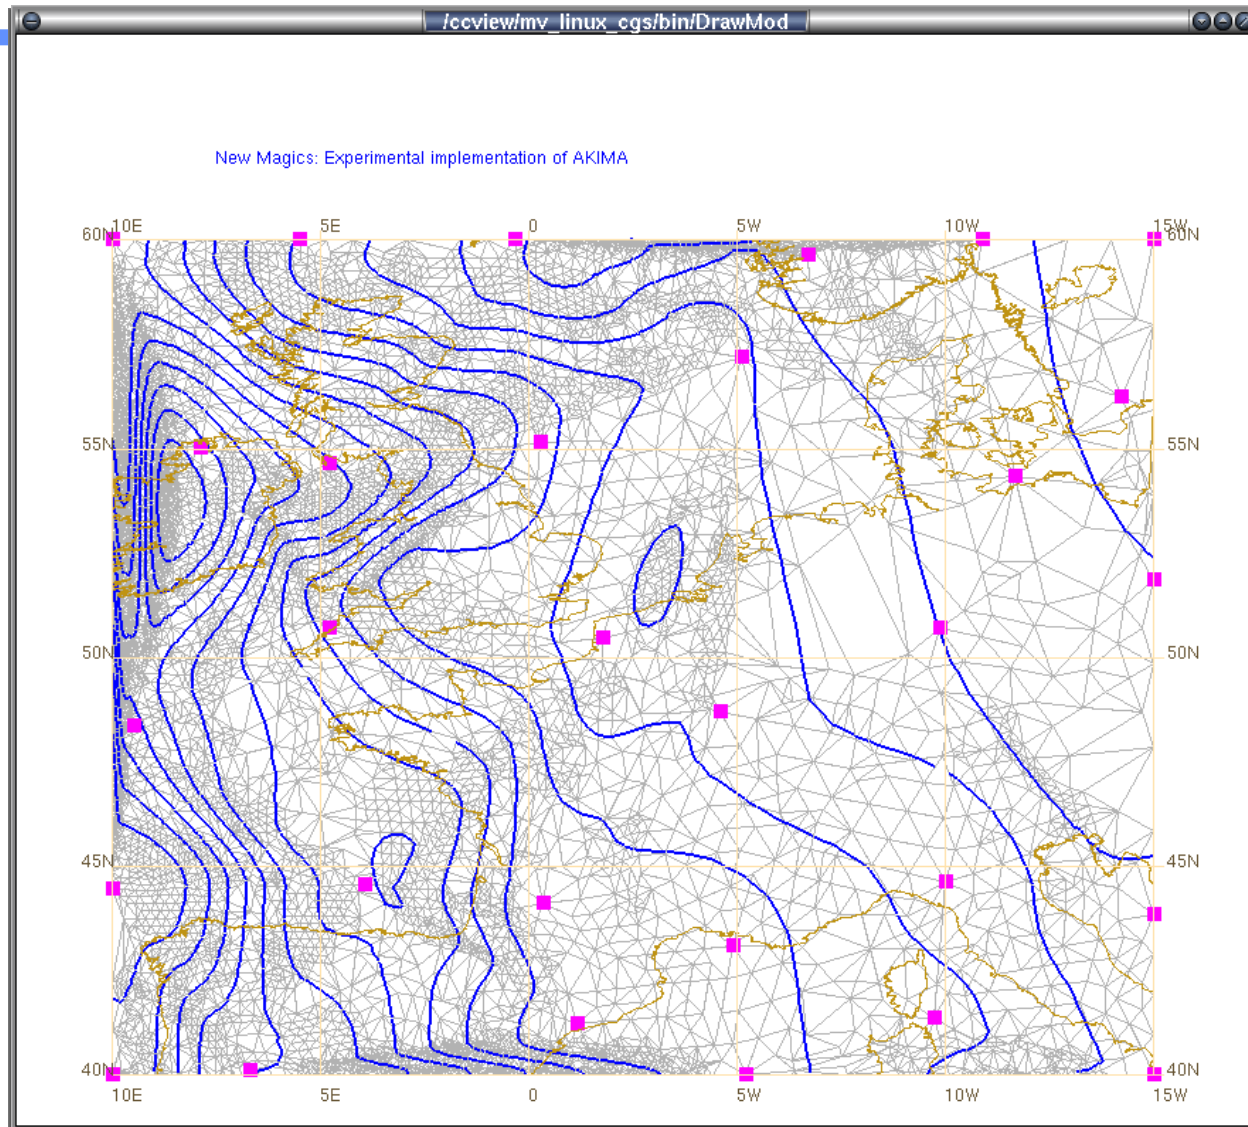 /ccview/mv_linux_cgs/bin/DrawMod
New Magics: Experimental implementation of AKIMA
10E 5E 0 5W 10W 15W
60N 60N
55N 55N
50N 50N
45N 45N
40N 40N
10E 5E 0 5W 10W 15W